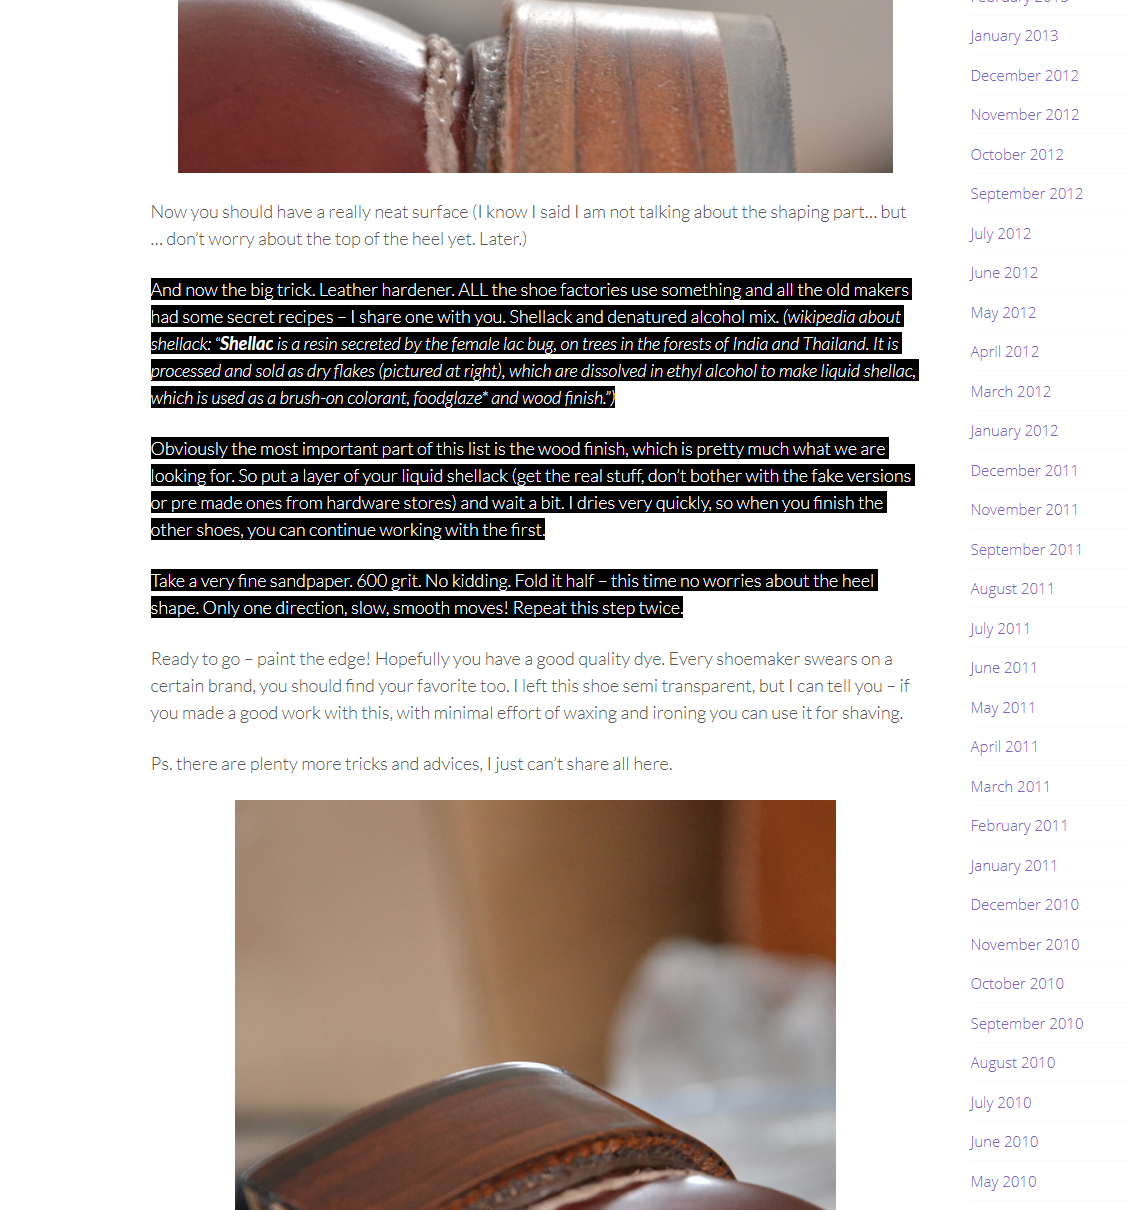 Now you should have a really neat surface (I know I said I am not talking about the shaping part… but
… don’t worry about the top of the heel yet. Later.)
And now the big trick. Leather hardener. ALL the shoe factories use something and all the old makers
had some secret recipes – I share one with you. Shellack and denatured alcohol mix. (wikipedia about
shellack: “Shellac is a resin secreted by the female lac bug, on trees in the forests of India and Thailand. It is
processed and sold as dry flakes (pictured at right), which are dissolved in ethyl alcohol to make liquid shellac,
which is used as a brush-on colorant, foodglaze* and wood finish.”)
Obviously the most important part of this list is the wood finish, which is pretty much what we are
looking for. So put a layer of your liquid shellack (get the real stuff, don’t bother with the fake versions
or pre made ones from hardware stores) and wait a bit. I dries very quickly, so when you finish the
other shoes, you can continue working with the first.
Take a very fine sandpaper. 600 grit. No kidding. Fold it half – this time no worries about the heel
shape. Only one direction, slow, smooth moves! Repeat this step twice.
Ready to go – paint the edge! Hopefully you have a good quality dye. Every shoemaker swears on a
certain brand, you should find your favorite too. I left this shoe semi transparent, but I can tell you – if
you made a good work with this, with minimal effort of waxing and ironing you can use it for shaving.
Ps. there are plenty more tricks and advices, I just can’t share all here.
February 2013
January 2013
December 2012
November 2012
October 2012
September 2012
July 2012
June 2012
May 2012
April 2012
March 2012
January 2012
December 2011
November 2011
September 2011
August 2011
July 2011
June 2011
May 2011
April 2011
March 2011
February 2011
January 2011
December 2010
November 2010
October 2010
September 2010
August 2010
July 2010
June 2010
May 2010